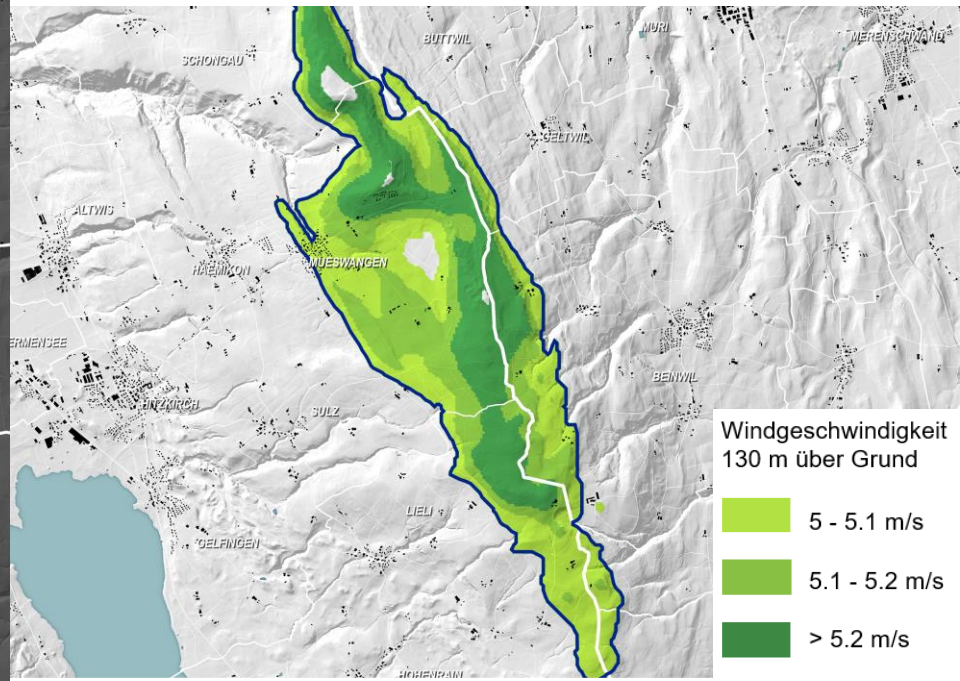 BUTTWIL
MURI
MERENSCHWAND
SCHONGAU
GELTWIL
ALTWIS
HAEMIKON
MUESWANGEN
ERMENSEE
BEINWIL
HITZKIRCH
SULZ
LIELI
GELFINGEN
HOHENRAIN
Windgeschwindigkeit
130 m über Grund
5 - 5.1 m/s
5.1 - 5.2 m/s
> 5.2 m/s